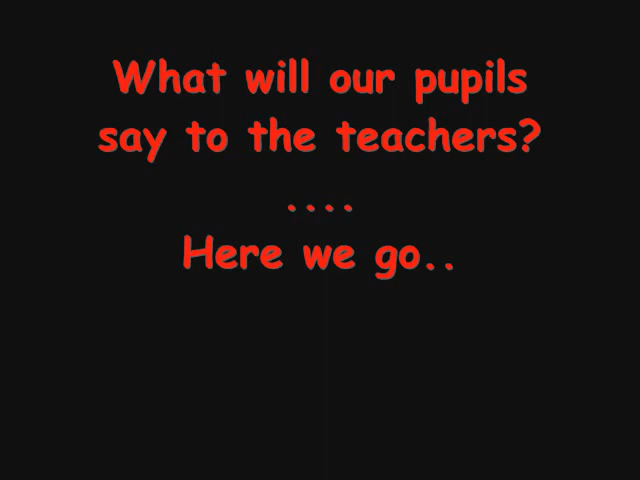 What will our pupils
say to the teachers?
....
Here we go..